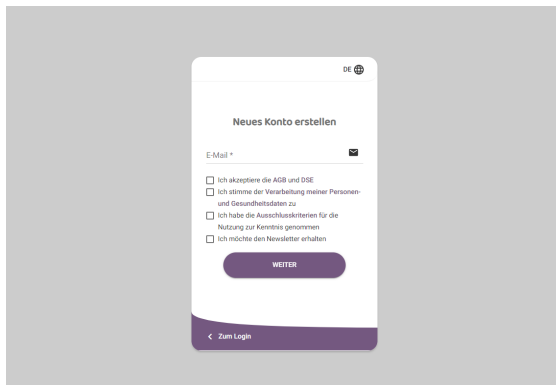 DE
Neues Konto erstellen
E-Mail *
Ich akzeptiere die AGB und DSE
Ich stimme der Verarbeitung meiner Personen-
und Gesundheitsdaten zu
Ich habe die Ausschlusskriterien für die
Nutzung zur Kenntnis genommen
Ich möchte den Newsletter erhalten
WEITER
Zum Login